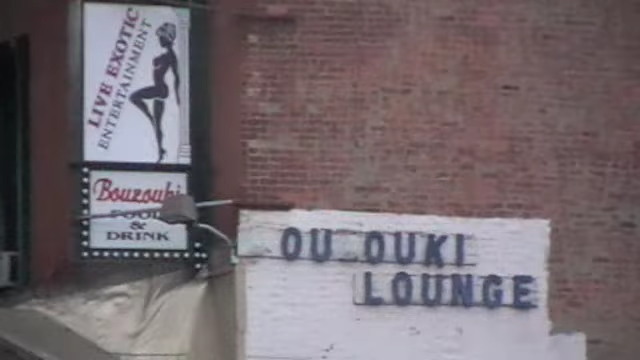 LIVE EXOTIC
ENTERTAINMENT
Bouzouki
FOOD
&
DRINK
OU OUKI
LOUNGE